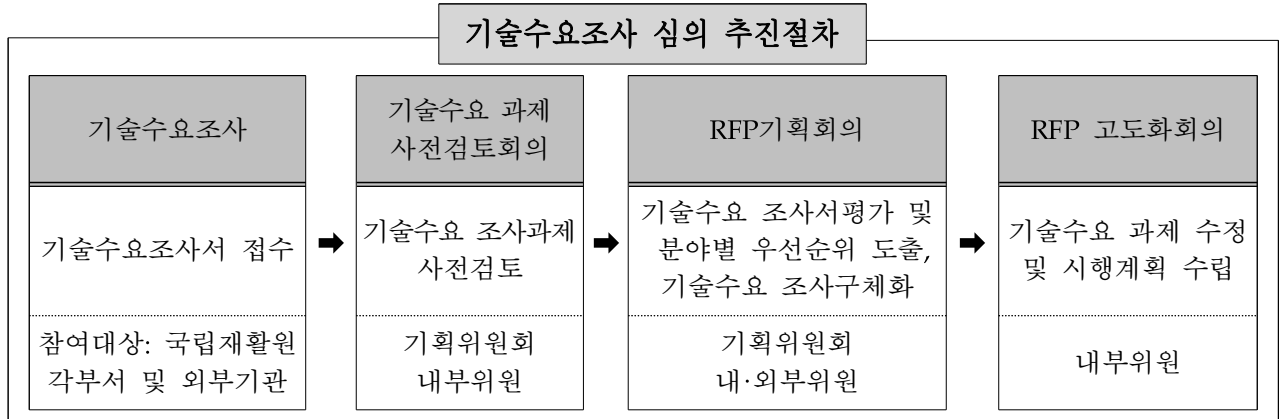 기술수요조사 심의 추진절차
기술수요조사
기술수요조사서 접수
참여대상: 국립재활원
각부서 및 외부기관
➡
기술수요 과제
사전검토회의
기술수요 조사과제
사전검토
기획위원회
내부위원
➡
RFP기획회의
기술수요 조사서평가 및
분야별 우선순위 도출,
기술수요 조사구체화
기획위원회
내·외부위원
➡
RFP 고도화회의
기술수요 과제 수정
및 시행계획 수립
내부위원